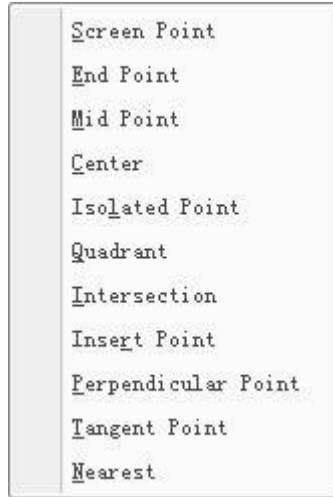 Screen Point
End Point
Mid Point
Center
Isolated Point
Quadrant
Intersection
Insert Point
Perpendicular Point
Tangent Point
Nearest